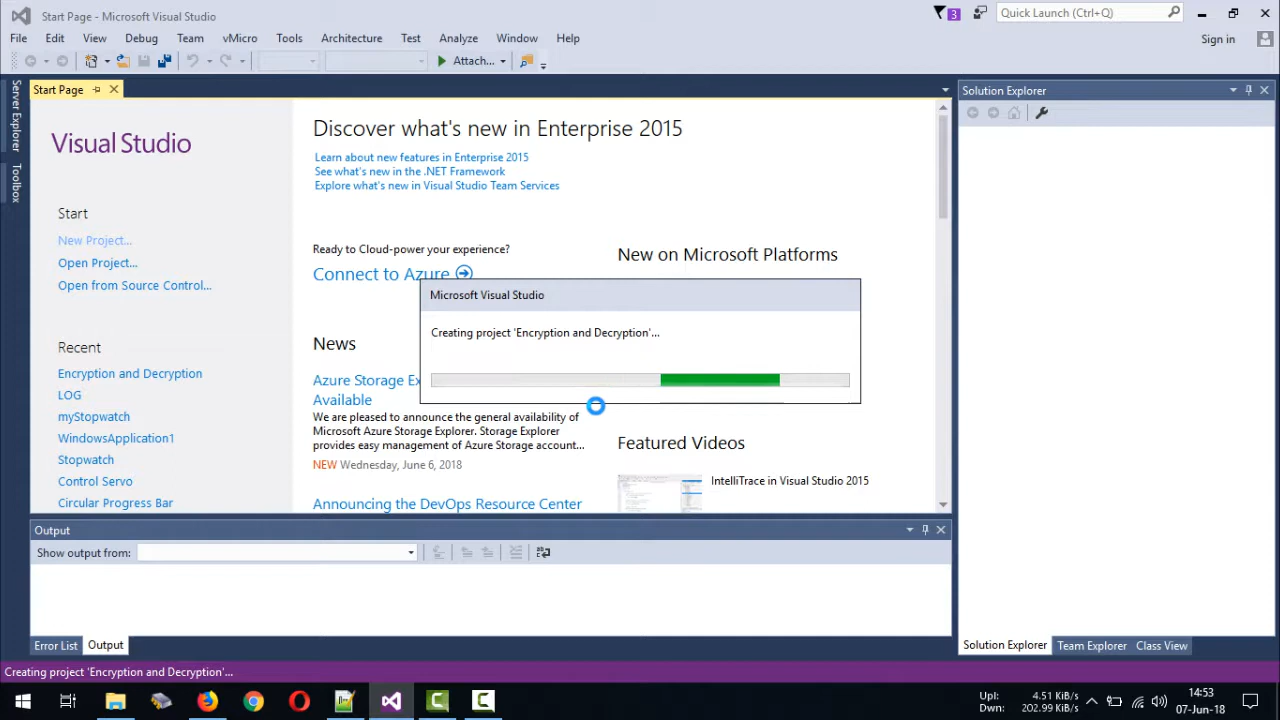 Start Page - Microsoft Visual Studio
3
Quick Launch (Ctrl+Q)
File Edit View Debug Team vMicro Tools Architecture Test Analyze Window Help
Sign in
Attach...
Server Explorer
Toolbox
Start Page
Visual Studio
Start
New Project...
Open Project...
Open from Source Control...
Recent
Encryption and Decryption
LOG
myStopwatch
WindowsApplication1
Stopwatch
Control Servo
Circular Progress Bar
Discover what's new in Enterprise 2015
Learn about new features in Enterprise 2015
See what's new in the .NET Framework
Explore what's new in Visual Studio Team Services
Ready to Cloud-power your experience?
Connect to Azure
News
Azure Storage Ex
Available
We are pleased to announce the general availability of
Microsoft Azure Storage Explorer. Storage Explorer
provides easy management of Azure Storage account...
NEW Wednesday, June 6, 2018
Announcing the DevOps Resource Center
New on Microsoft Platforms
Featured Videos
IntelliTrace in Visual Studio 2015
Microsoft Visual Studio
Creating project 'Encryption and Decryption'...
Solution Explorer
Output
Show output from:
Error List Output
Solution Explorer Team Explorer Class View
Creating project 'Encryption and Decryption'...
Upl: 4.51 KiB/s
Dwn: 202.99 KiB/s
14:53
07-Jun-18